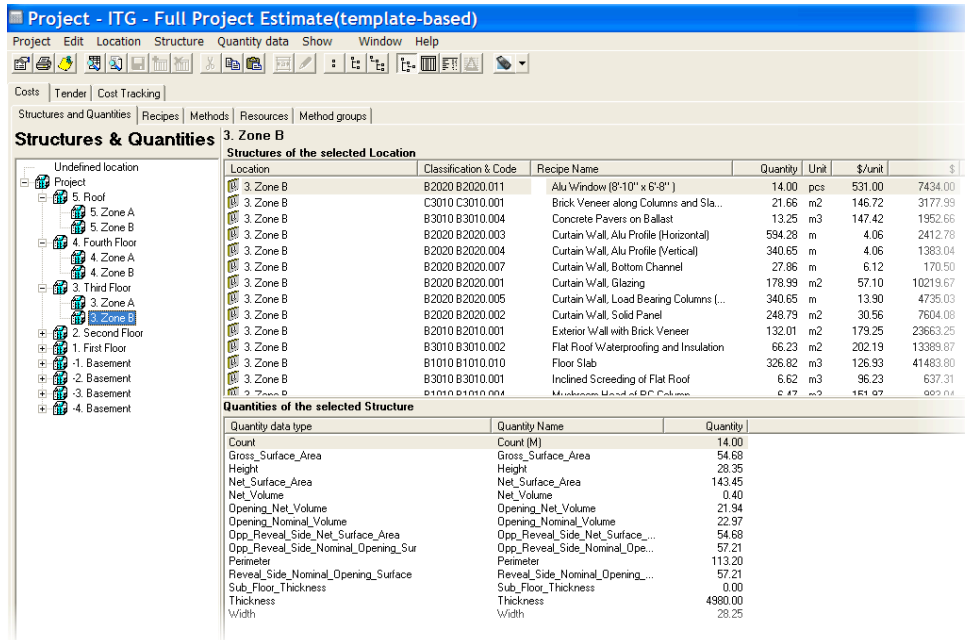 Project - ITG - Full Project Estimate(template-based)
Project Edit Location Structure Quantity data Show Window Help
Costs Tender Cost Tracking
Structures and Quantities Recipes Methods Resources Method groups
Structures & Quantities
Undefined location
Project
5. Roof
5. Zone A
5. Zone B
4. Fourth Floor
4. Zone A
4. Zone B
3. Third Floor
3. Zone A
3. Zone B
2. Second Floor
1. First Floor
-1. Basement
-2. Basement
-3. Basement
-4. Basement
3. Zone B
Structures of the selected Location
Location Classification & Code Recipe Name Quantity Unit $/unit $
3. Zone B B2020 B2020.011 Alu Window (8'-10" x 6'-8" ) 14.00 pcs 531.00 7434.00
3. Zone B C3010 C3010.001 Brick Veneer along Columns and Sla... 21.66 m2 146.72 3177.99
3. Zone B B3010 B3010.004 Concrete Pavers on Ballast 13.25 m3 147.42 1952.66
3. Zone B B2020 B2020.003 Curtain Wall, Alu Profile (Horizontal) 594.28 m 4.06 2412.78
3. Zone B B2020 B2020.004 Curtain Wall, Alu Profile (Vertical) 340.65 m 4.06 1383.04
3. Zone B B2020 B2020.007 Curtain Wall, Bottom Channel 27.86 m 6.12 170.50
3. Zone B B2020 B2020.001 Curtain Wall, Glazing 178.99 m2 57.10 10219.67
3. Zone B B2020 B2020.005 Curtain Wall, Load Bearing Columns (... 340.65 m 13.90 4735.03
3. Zone B B2020 B2020.002 Curtain Wall, Solid Panel 248.79 m2 30.56 7604.08
3. Zone B B2010 B2010.001 Exterior Wall with Brick Veneer 132.01 m2 179.25 23663.25
3. Zone B B3010 B3010.002 Flat Roof Waterproofing and Insulation 66.23 m2 202.19 13389.87
3. Zone B B1010 B1010.010 Floor Slab 326.82 m3 126.93 41483.80
3. Zone B B3010 B3010.001 Inclined Screeding of Flat Roof 6.62 m3 96.23 637.31
3. Zone B B1010 B1010.004 Mushroom Head of RC Column 6.47 151.97 983.04
Quantities of the selected Structure
Quantity data type Quantity Name Quantity
Count Count (M) 14.00
Gross_Surface_Area Gross_Surface_Area 54.68
Height Height 28.35
Net_Surface_Area Net_Surface_Area 143.45
Net_Volume Net_Volume 0.40
Opening_Net_Volume Opening_Net_Volume 21.94
Opening_Nominal_Volume Opening_Nominal_Volume 22.97
Opp_Reveal_Side_Net_Surface_Area Opp_Reveal_Side_Net_Surface_... 54.68
Opp_Reveal_Side_Nominal_Opening_Sur Opp_Reveal_Side_Nominal_Ope... 57.21
Perimeter Perimeter 113.20
Reveal_Side_Nominal_Opening_Surface Reveal_Side_Nominal_Opening_... 57.21
Sub_Floor_Thickness Sub_Floor_Thickness 0.00
Thickness Thickness 4980.00
Width Width 28.25